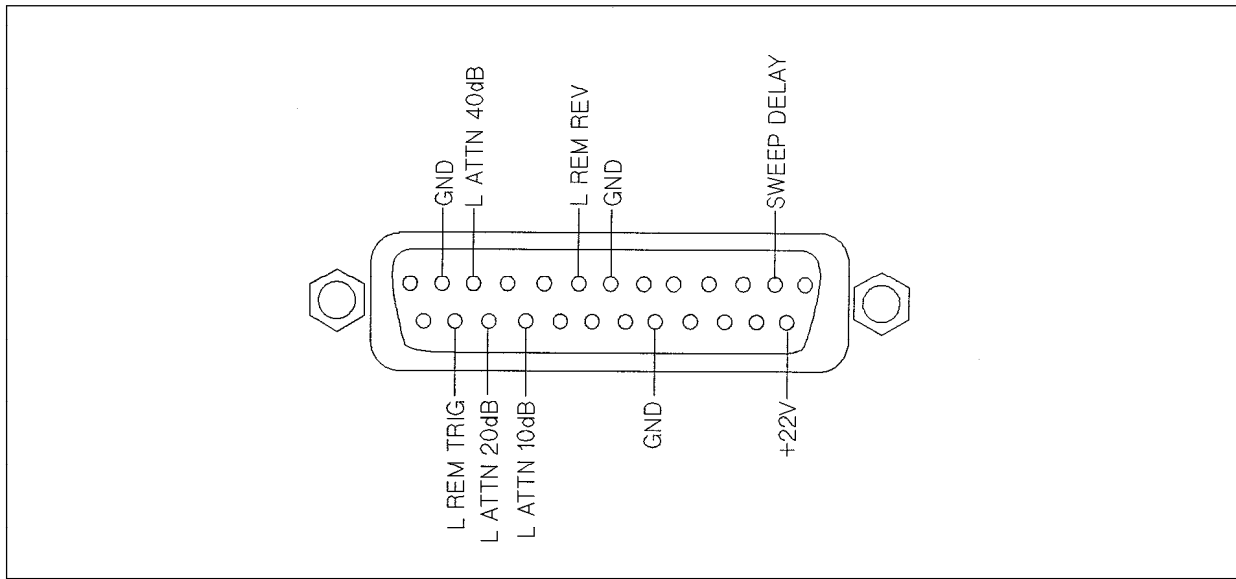 GND
L ATTN 40dB
L REM REV
GND
SWEEP DELAY
L REM TRIG
L ATTN 20dB
L ATTN 10dB
GND
+22V